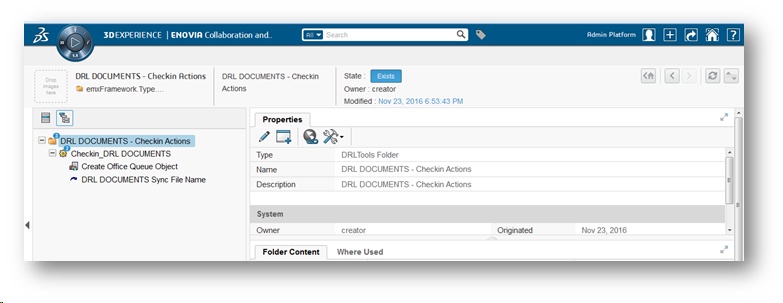 3DEXPERIENCE | ENOVIA Collaboration and..
All
Search
Admin Platform
Drop images here
DRL DOCUMENTS - Checkin Actions
emxFramework.Type....
DRL DOCUMENTS - Checkin Actions
State : Exists
Owner : creator
Modified : Nov 23, 2016 6:53:43 PM
DRL DOCUMENTS - Checkin Actions
Checkin_DRL DOCUMENTS
Create Office Queue Object
DRL DOCUMENTS Sync File Name
Properties
Type DRLTools Folder
Name DRL DOCUMENTS - Checkin Actions
Description DRL DOCUMENTS - Checkin Actions
System
Owner creator Originated Nov 23, 2016
Folder Content Where Used